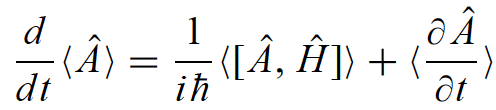 d/dt ⟨Â⟩ = 1/iħ ⟨[Â, Ĥ]⟩ + ⟨∂Â/∂t⟩